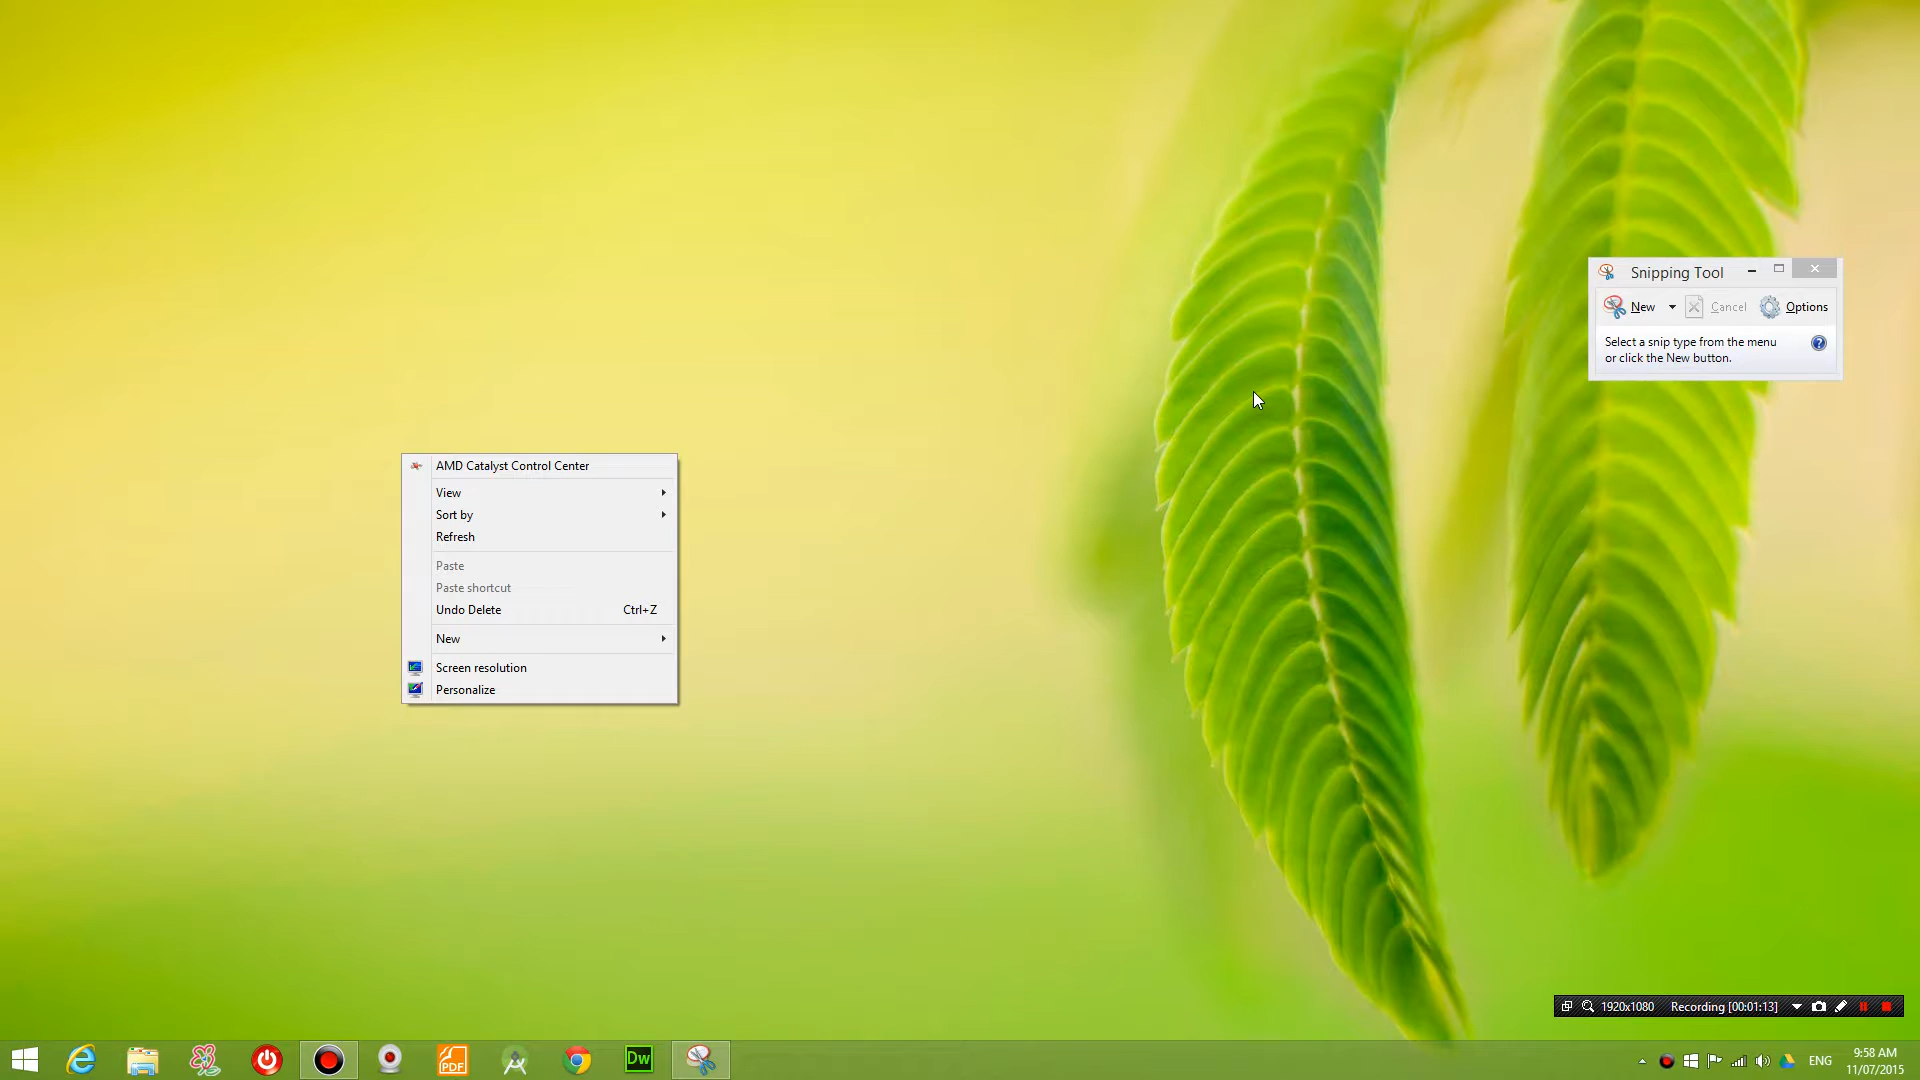 Snipping Tool
New
Cancel
Options
Select a snip type from the menu
or click the New button.
AMD Catalyst Control Center
View
Sort by
Refresh
Paste
Paste shortcut
Undo Delete Ctrl+Z
New
Screen resolution
Personalize
1920x1080 Recording [00:01:13]
PDF
Dw
ENG
9:58 AM
11/07/2015